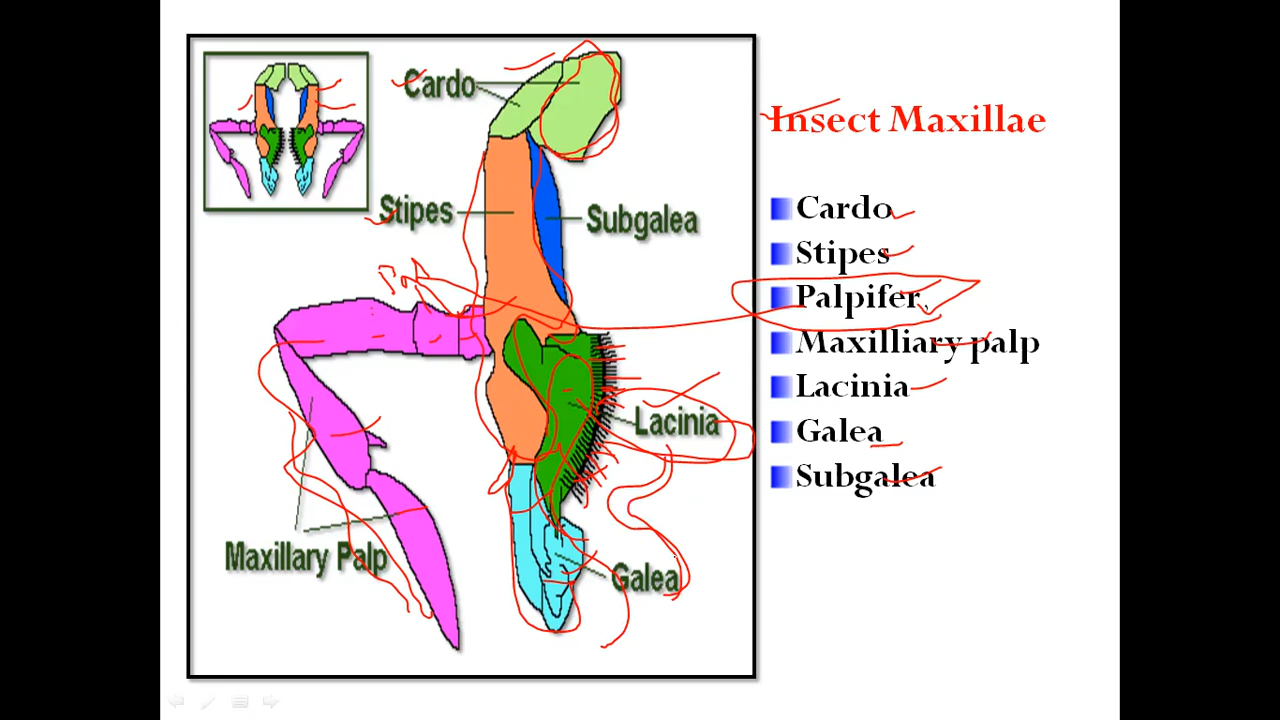 Cardo
Stipes
Subgalea
Lacinia
Maxillary Palp
Galea
Insect Maxillae
Cardo
Stipes
Palpifer,
Maxilliary palp
Lacinia
Galea
Subgalea